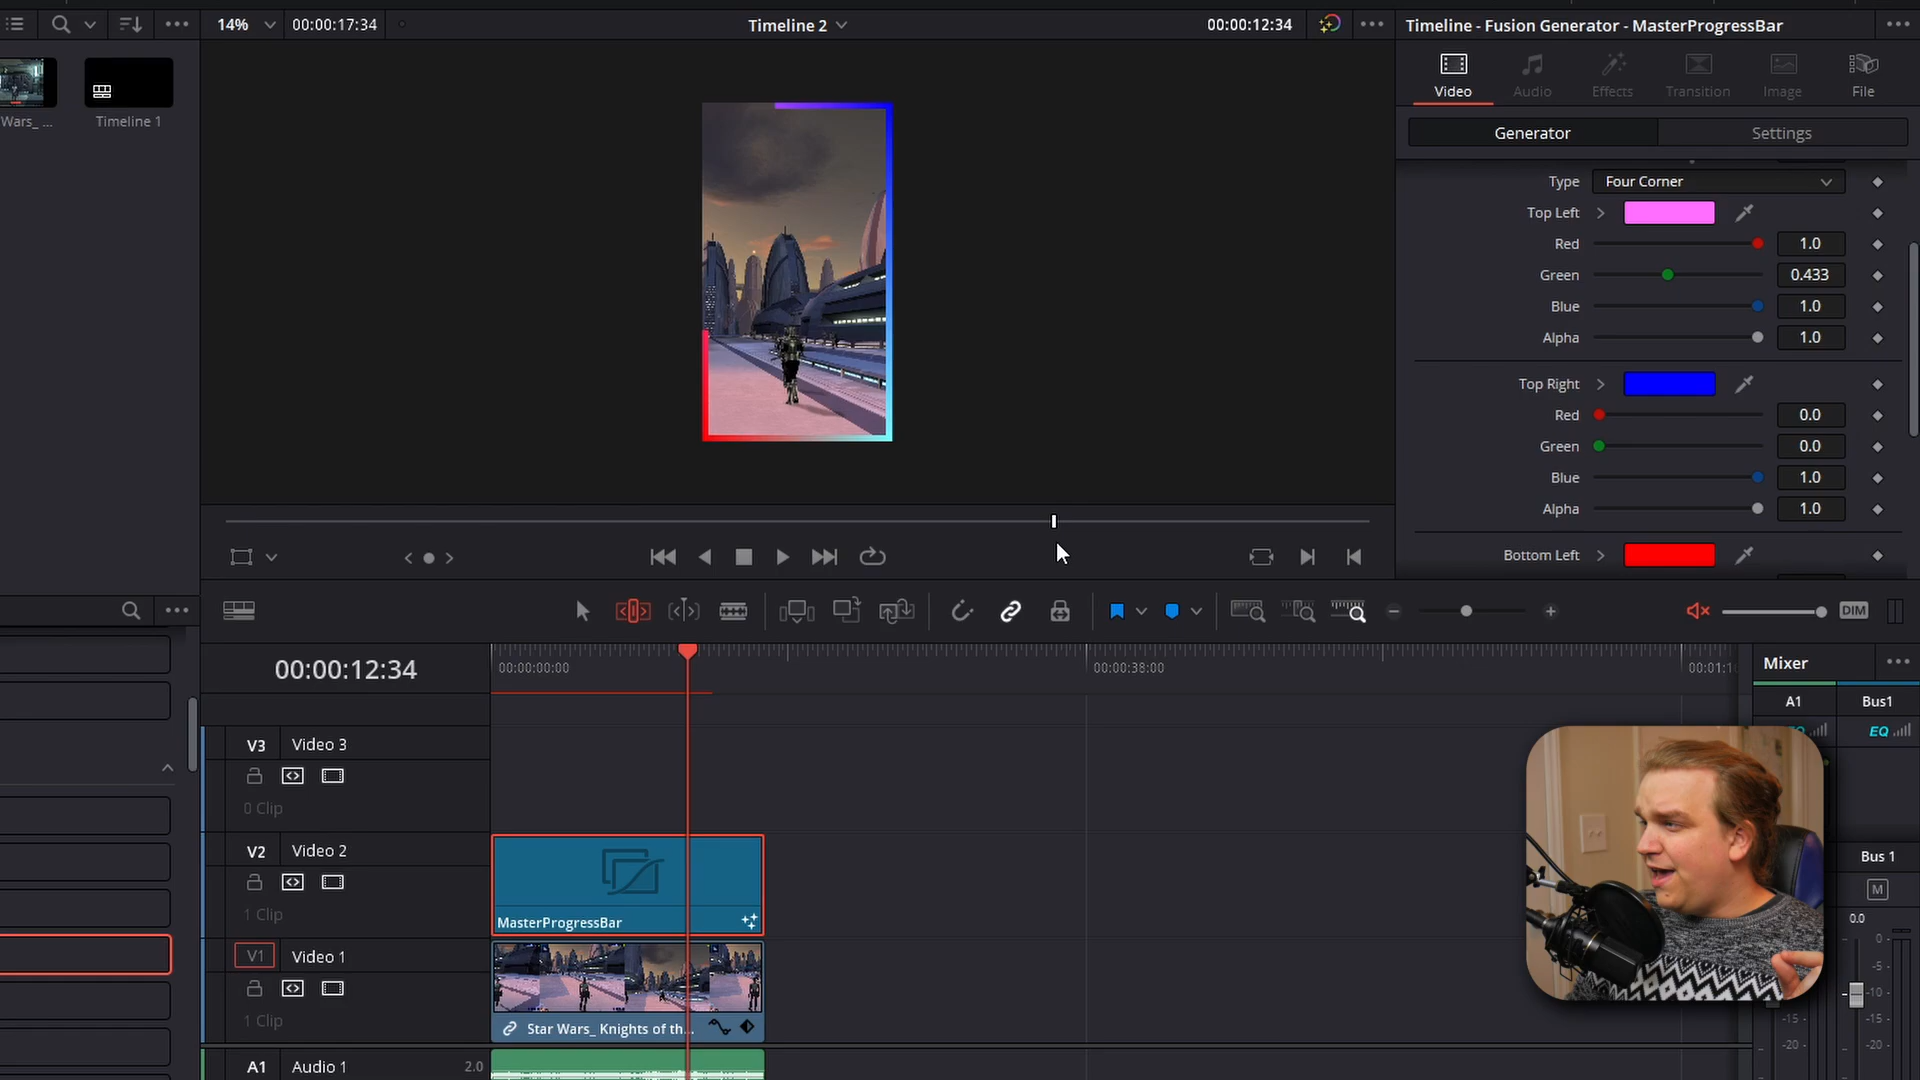 14%
00:00:17:34
Timeline 2
00:00:12:34
Timeline - Fusion Generator - MasterProgressBar
Video
Audio
Effects
Transition
Image
File
Wars_ ...
Timeline 1
Generator
Settings
Type
Four Corner
Top Left
Red
1.0
Green
0.433
Blue
1.0
Alpha
1.0
Top Right
Red
0.0
Green
0.0
Blue
1.0
Alpha
1.0
Bottom Left
DIM
00:00:12:34
00:00:00:00
00:00:38:00
Mixer
A1
Bus1
EQ
V3
Video 3
0 Clip
V2
Video 2
1 Clip
MasterProgressBar
V1
Video 1
1 Clip
Star Wars_ Knights of th...
A1
Audio 1
2.0
Bus 1
M
0.0
0
-5
-10
-15
-20
-15
-20